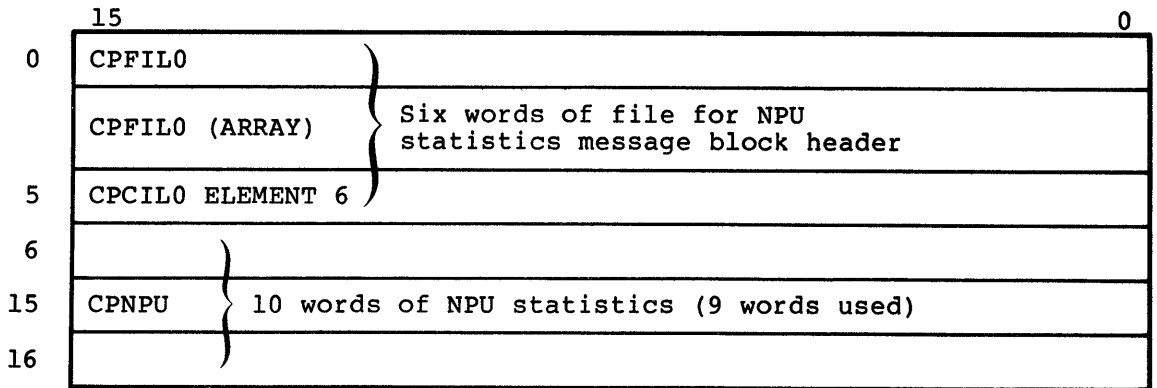 15 0
0 CPFIL0
CPFIL0 (ARRAY) Six words of file for NPU
statistics message block header
5 CPCIL0 ELEMENT 6
6
15 CPNPU 10 words of NPU statistics (9 words used)
16